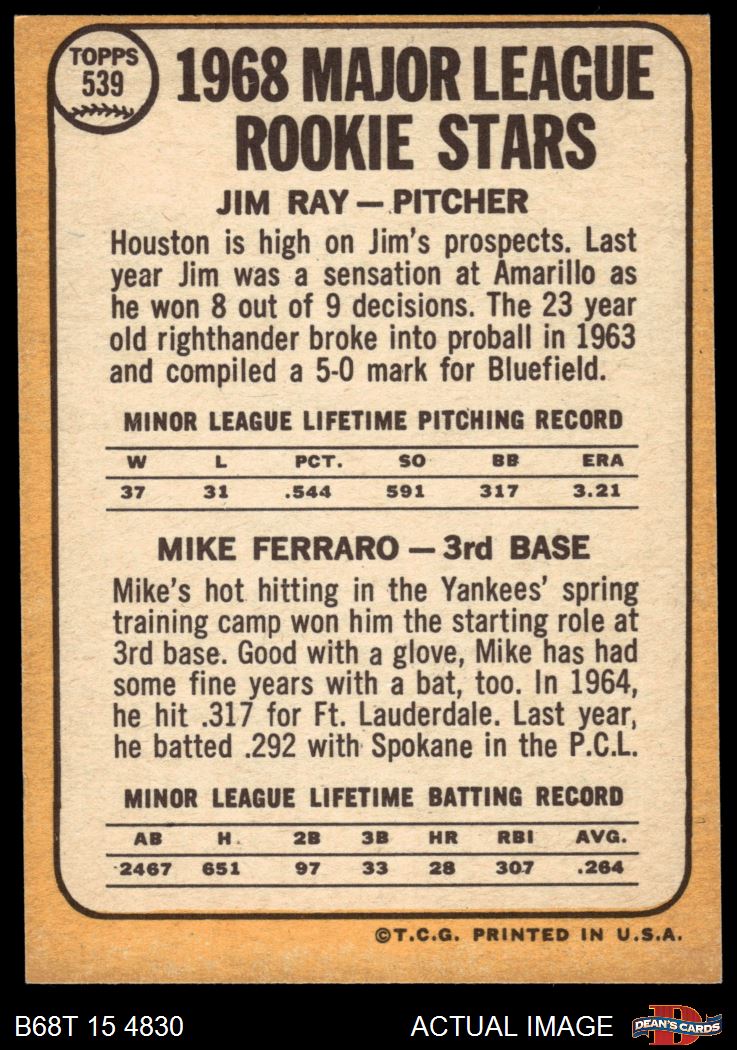 TOPPS
539
1968 MAJOR LEAGUE
ROOKIE STARS
JIM RAY — PITCHER
Houston is high on Jim's prospects. Last
year Jim was a sensation at Amarillo as
he won 8 out of 9 decisions. The 23 year
old righthander broke into proball in 1963
and compiled a 5-0 mark for Bluefield.
MINOR LEAGUE LIFETIME PITCHING RECORD
W L PCT. SO BB ERA
37 31 .544 591 317 3.21
MIKE FERRARO — 3rd BASE
Mike's hot hitting in the Yankees' spring
training camp won him the starting role at
3rd base. Good with a glove, Mike has had
some fine years with a bat, too. In 1964,
he hit .317 for Ft. Lauderdale. Last year,
he batted .292 with Spokane in the P.C.L.
MINOR LEAGUE LIFETIME BATTING RECORD
AB H. 2B 3B HR RBI AVG.
2467 651 97 33 28 307 .264
©T.C.G. PRINTED IN U.S.A.
B68T 15 4830 ACTUAL IMAGE D DEAN'S CARDS